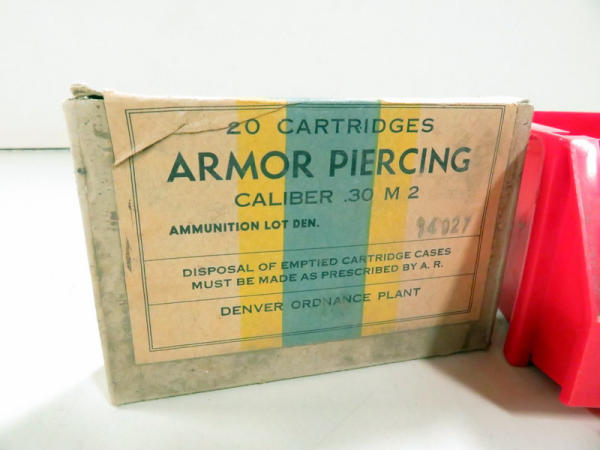 20 CARTRIDGES
ARMOR PIERCING
CALIBER .30 M 2
AMMUNITION LOT DEN. 94027
DISPOSAL OF EMPTIED CARTRIDGE CASES
MUST BE MADE AS PRESCRIBED BY A. R.
DENVER ORDNANCE PLANT